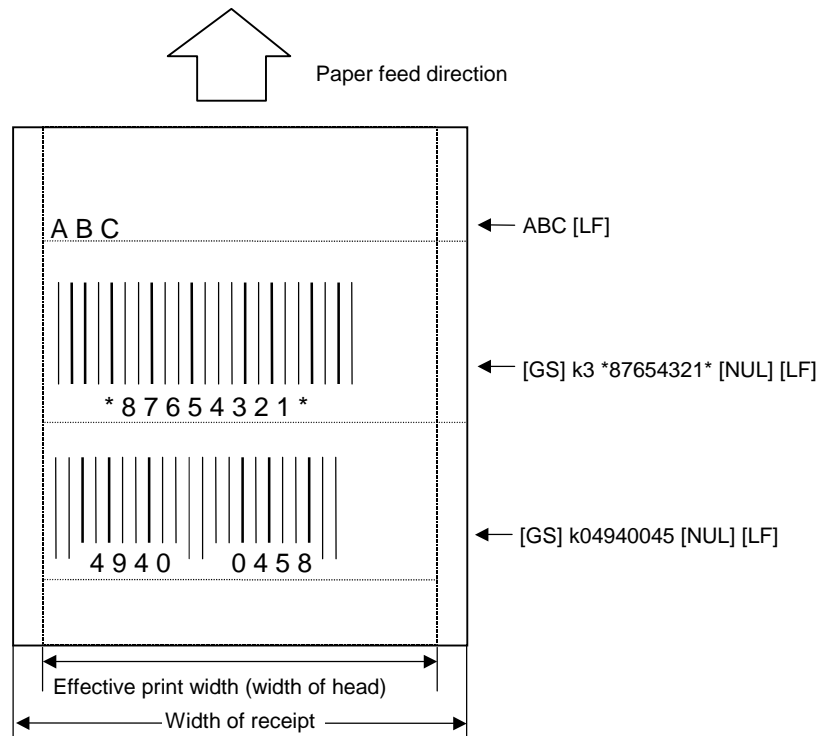 Paper feed direction
A B C
ABC [LF]
[GS] k3 *87654321* [NUL] [LF]
* 8 7 6 5 4 3 2 1 *
[GS] k04940045 [NUL] [LF]
4 9 4 0 0 4 5 8
Effective print width (width of head)
Width of receipt